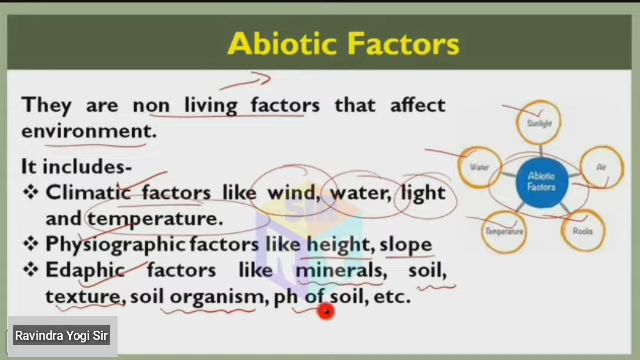 Abiotic Factors
They are non living factors that affect
environment.
It includes-
❖ Climatic factors like wind, water, light
and temperature.
❖ Physiographic factors like height, slope
❖ Edaphic factors like minerals, soil,
texture, soil organism, ph of soil, etc.
Sunlight
Water
Air
Abiotic
Factors
Temperature
Rocks
Ravindra Yogi Sir